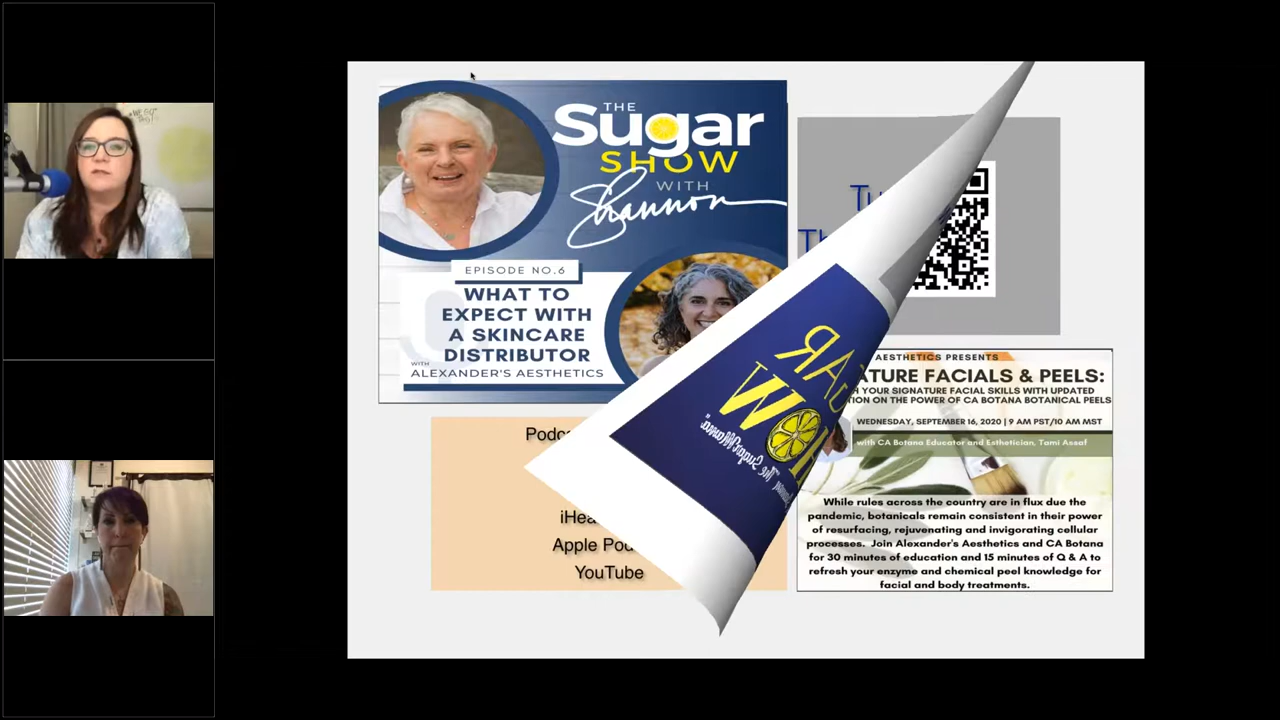 THE
Sugar
SHOW
WITH
Shannon
EPISODE NO.6
WHAT TO
EXPECT WITH
A SKINCARE
DISTRIBUTOR
WITH
ALEXANDER'S AESTHETICS
Apple
YouTube
AESTHETICS PRESENTS
FACIALS & PEELS:
YOUR SIGNATURE FACIAL SKILLS WITH UPDATED
ON THE POWER OF CA BOTANA BOTANICAL PEELS
WEDNESDAY, SEPTEMBER 16, 2020 | 9 AM PST/10 AM MST
with CA Botana Educator and Esthetician, Tami Assaf
While rules across the country are in flux due the
pandemic, botanicals remain consistent in their power
of resurfacing, rejuvenating and invigorating cellular
processes. Join Alexander's Aesthetics and CA Botana
for 30 minutes of education and 15 minutes of Q & A to
refresh your enzyme and chemical peel knowledge for
facial and body treatments.